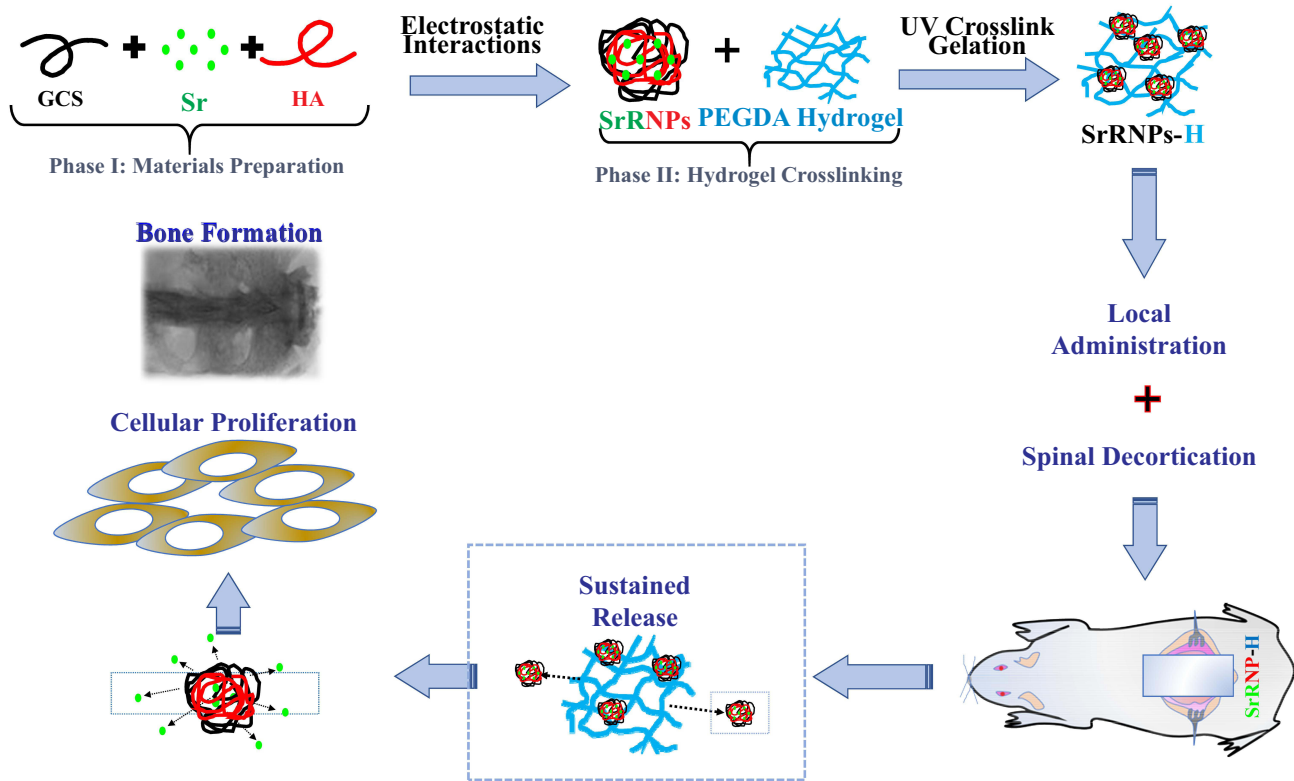 GCS
+
Sr
+
HA
Phase I: Materials Preparation
Electrostatic
Interactions
+
SrRNPs
PEGDA Hydrogel
Phase II: Hydrogel Crosslinking
UV Crosslink
Gelation
SrRNPs-H
Local
Administration
+
Spinal Decortication
SrRNP-H
Sustained
Release
Cellular Proliferation
Bone Formation